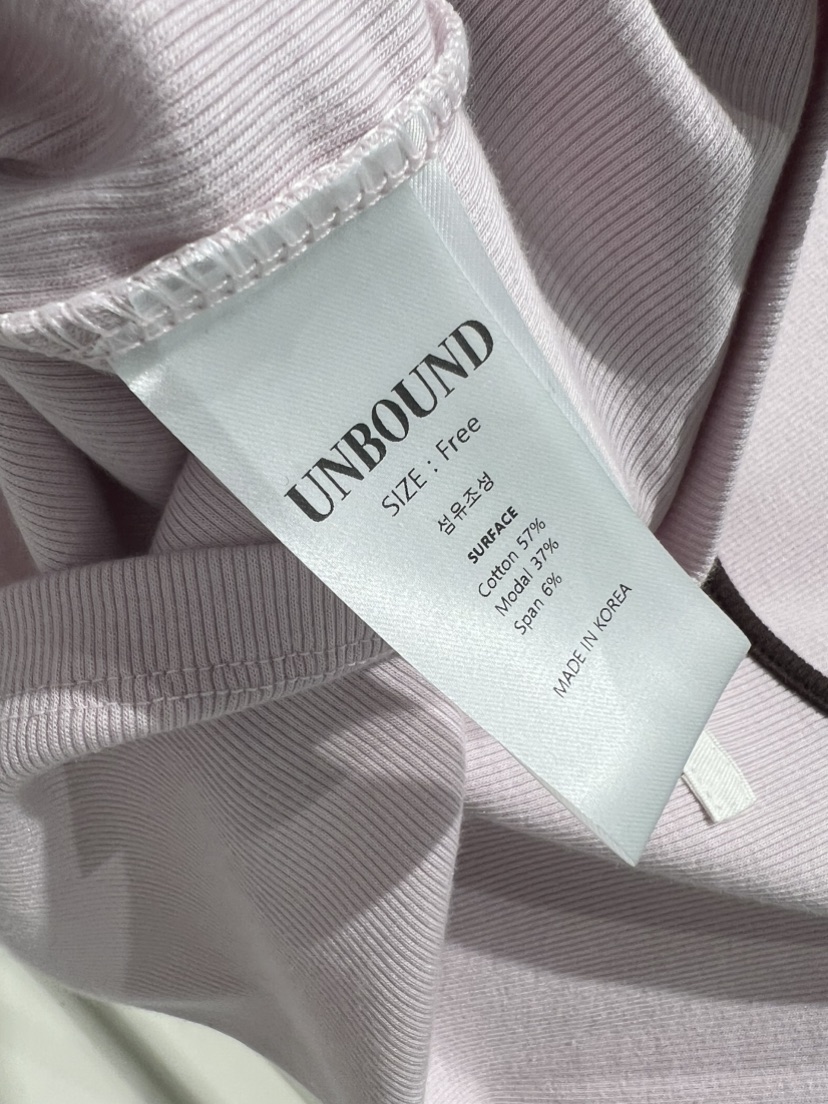 UNBOUND
SIZE : Free
섬유조성
SURFACE
Cotton 57%
Modal 37%
Span 6%
MADE IN KOREA